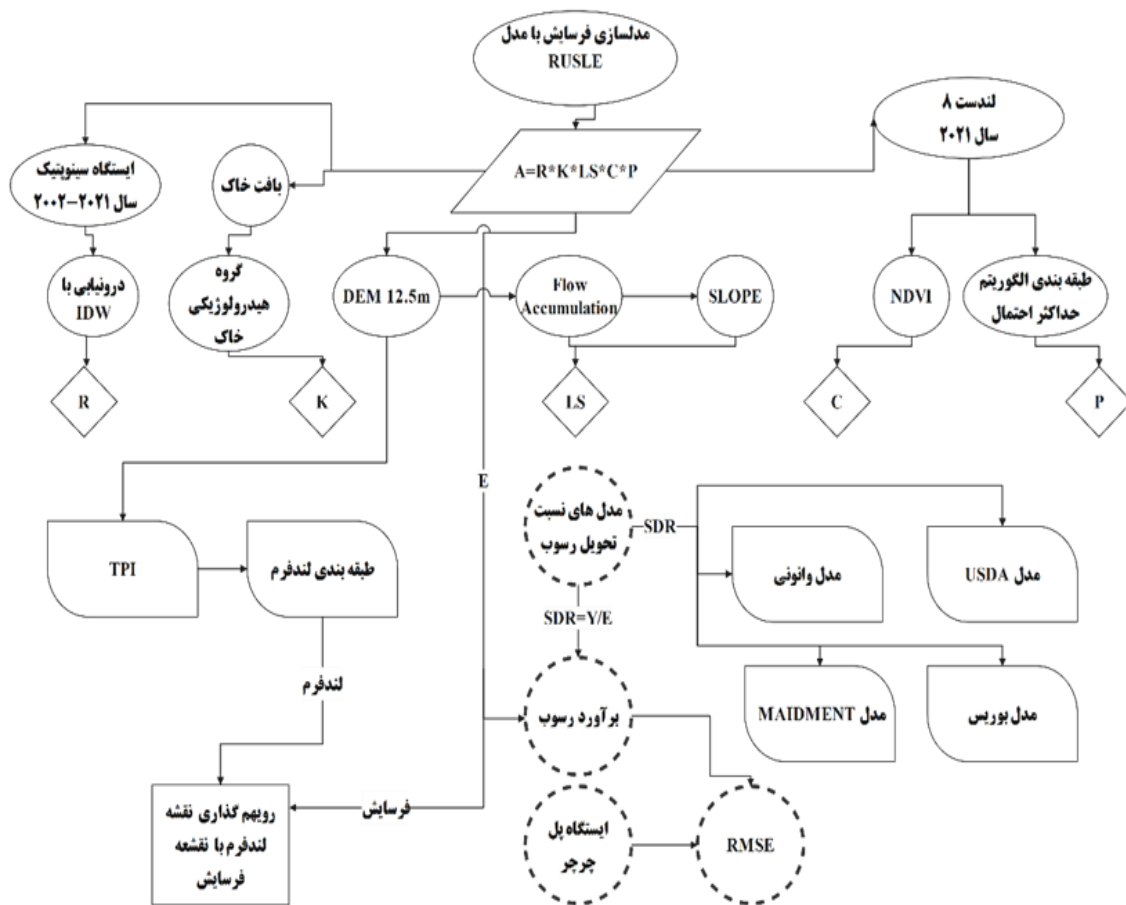 مدلسازی فرسایش با مدل
RUSLE
لندست ۸
سال ۲۰۲۱
A=R*K*LS*C*P
ایستگاه سینوپتیک
سال ۲۰۲۱-۲۰۰۲
بافت خاک
درونیابی با
IDW
گروه
هیدرولوژیکی
خاک
DEM 12.5m
Flow
Accumulation
SLOPE
NDVI
طبقه بندی الگوریتم
حداکثر احتمال
R
K
LS
C
P
E
مدل های نسبت
تحویل رسوب
SDR
TPI
طبقه بندی لندفرم
مدل وانونی
مدل USDA
SDR=Y/E
لندفرم
برآورد رسوب
مدل MAIDMENT
مدل بوریس
فرسایش
رویهم گذاری نقشه
لندفرم با نقشعه
فرسایش
ایستگاه پل
چرچر
RMSE